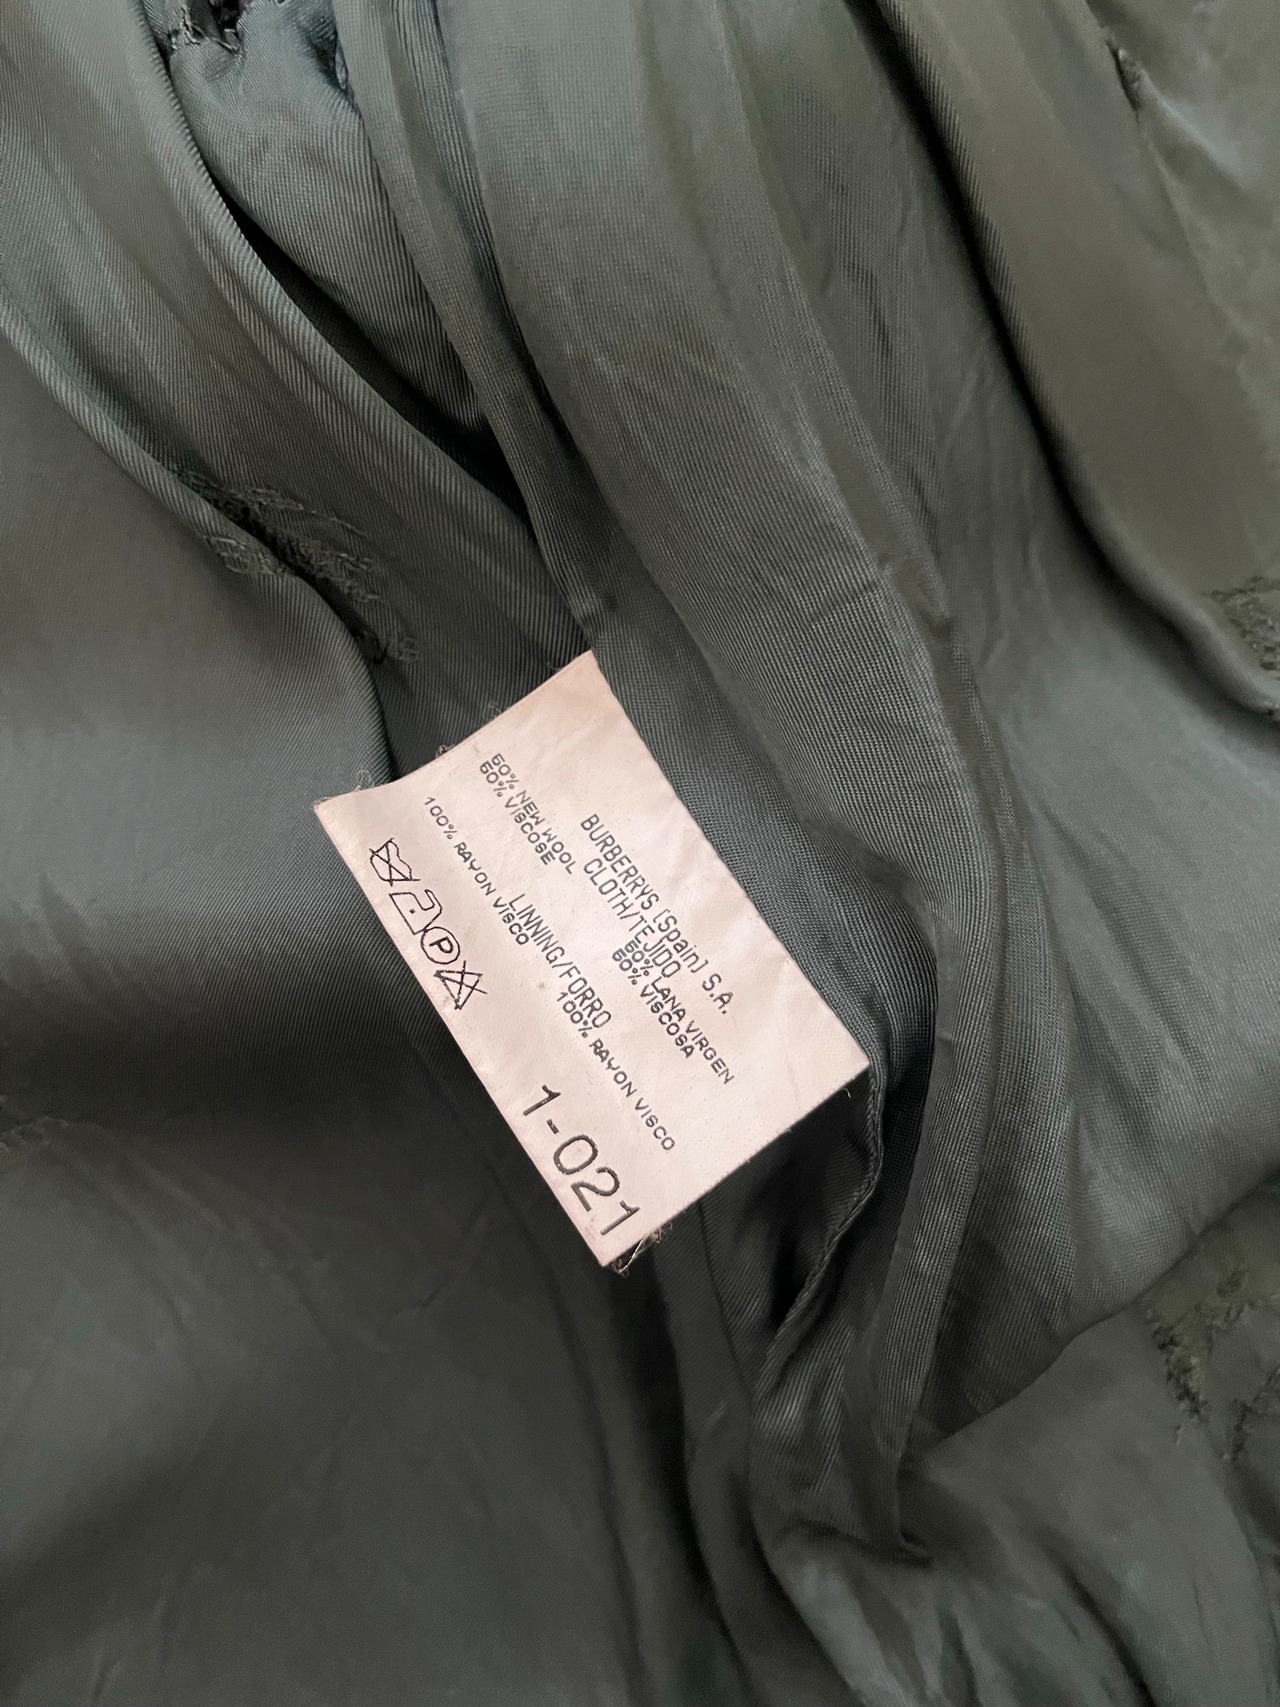 BURBERRYS [Spain] S.A.
CLOTH/TEJIDO
50% NEW WOOL 50% LANA VIRGEN
50% VISCOSE 50% VISCOSA
LINNING/FORRO
100% RAYON VISCO 100% RAYON VISCO
P
1-021